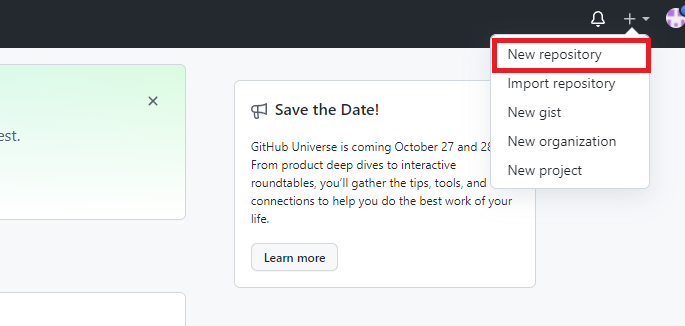 New repository
Import repository
New gist
New organization
New project
est.
Save the Date!
GitHub Universe is coming October 27 and 28
From product deep dives to interactive
roundtables, you'll gather the tips, tools, and
connections to help you do the best work of your
life.
Learn more